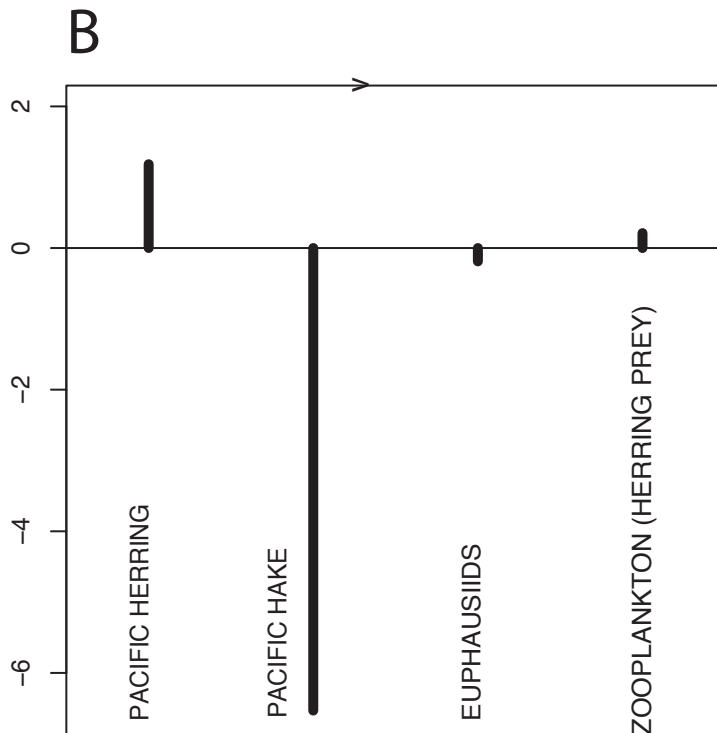 B
2
0
−2
−4
−6
PACIFIC HERRING
PACIFIC HAKE
EUPHAUSIIDS
ZOOPLANKTON (HERRING PREY)